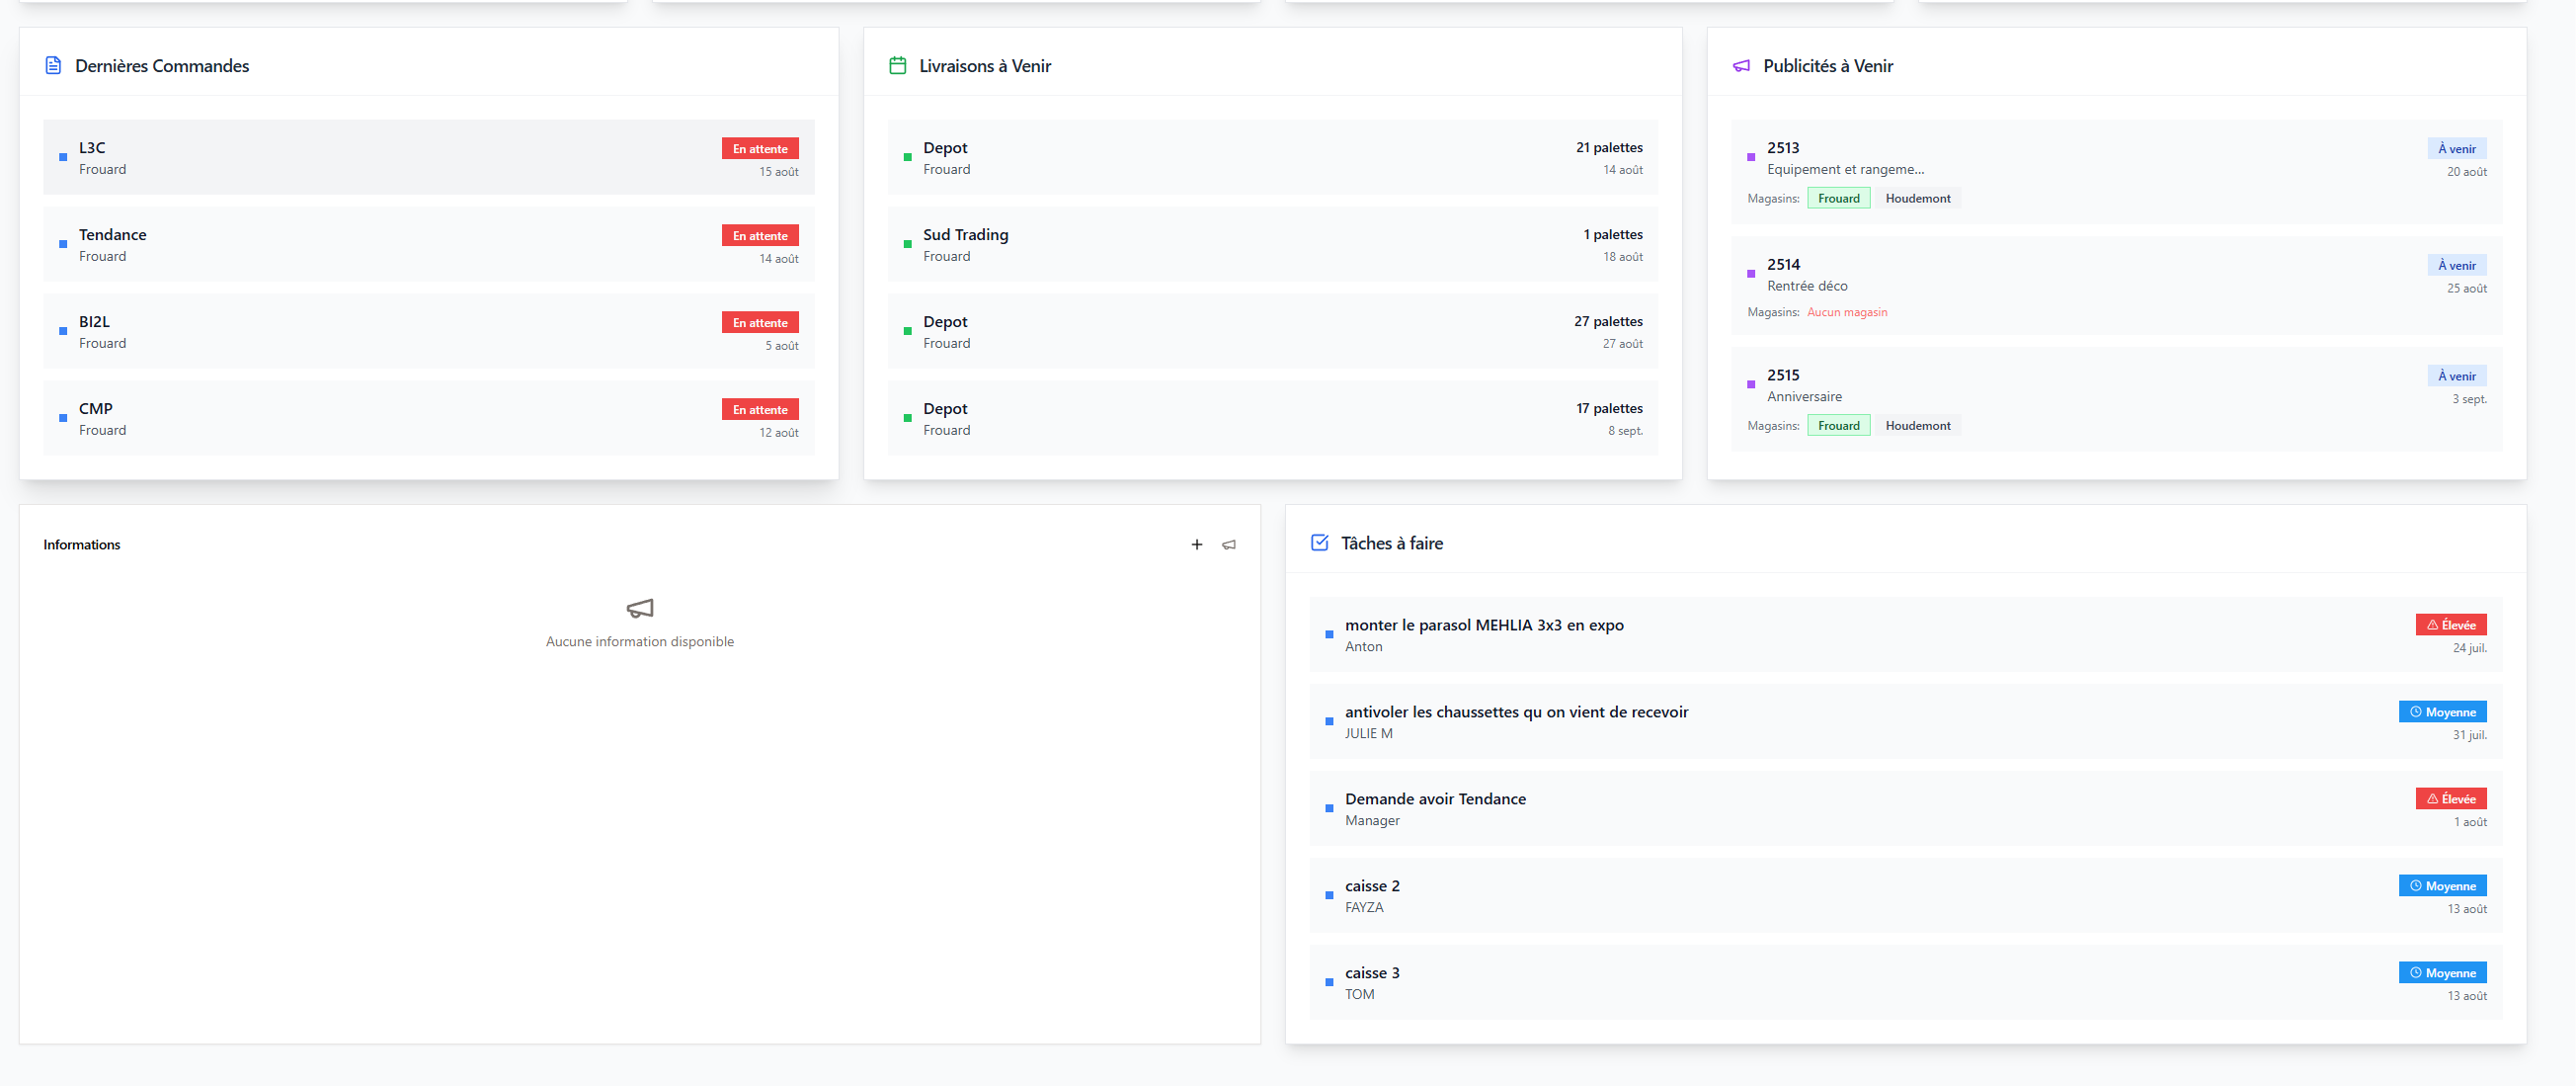 Dernières Commandes
L3C
En attente
Frouard
15 août
Tendance
En attente
Frouard
14 août
BI2L
En attente
Frouard
5 août
CMP
En attente
Frouard
12 août
Livraisons à Venir
Depot
21 palettes
Frouard
14 août
Sud Trading
1 palettes
Frouard
18 août
Depot
27 palettes
Frouard
27 août
Depot
17 palettes
Frouard
8 sept.
Publicités à Venir
2513
À venir
Equipement et rangeme...
20 août
Magasins: Frouard Houdemont
2514
À venir
Rentrée déco
25 août
Magasins: Aucun magasin
2515
À venir
Anniversaire
3 sept.
Magasins: Frouard Houdemont
Informations
Aucune information disponible
Tâches à faire
monter le parasol MEHLIA 3x3 en expo
Élevée
Anton
24 juil.
antivoler les chaussettes qu on vient de recevoir
Moyenne
JULIE M
31 juil.
Demande avoir Tendance
Élevée
Manager
1 août
caisse 2
Moyenne
FAYZA
13 août
caisse 3
Moyenne
TOM
13 août